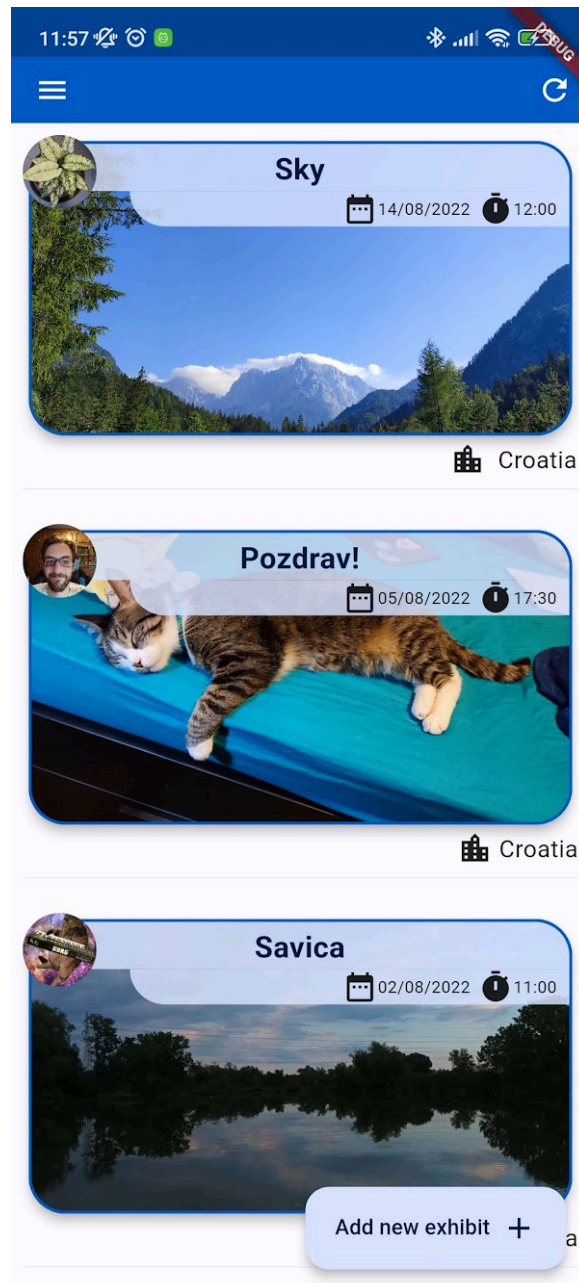 11:57
DEBUG
Sky
14/08/2022 12:00
Croatia
Pozdrav!
05/08/2022 17:30
Croatia
Savica
KORG
02/08/2022 11:00
Add new exhibit +
a